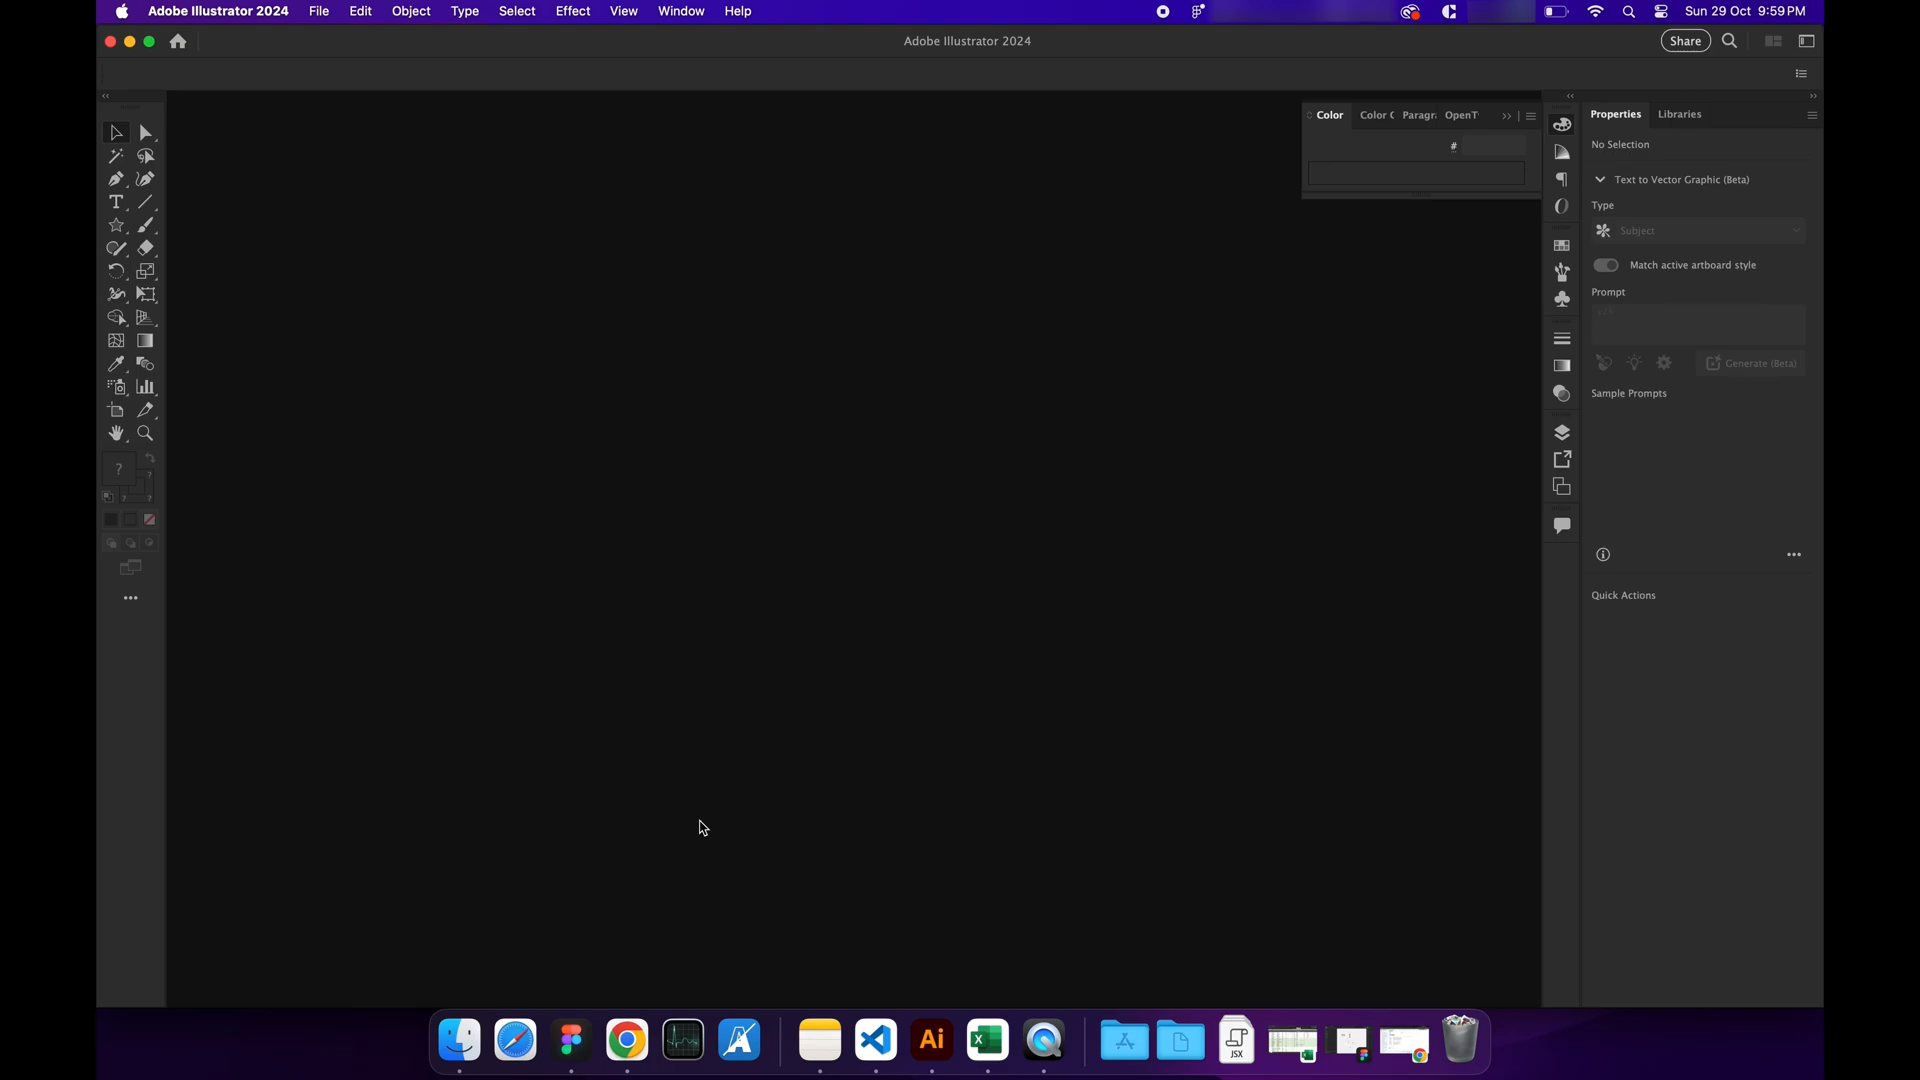 Adobe Illustrator 2024 File Edit Object Type Select Effect View Window Help Sun 29 Oct 9:59 PM
Adobe Illustrator 2024 Share
Color Color Paragr OpenT
#
Properties Libraries
No Selection
Text to Vector Graphic (Beta)
Type
Subject
Match active artboard style
Prompt
Generate (Beta)
Sample Prompts
Quick Actions
? ? ? ?
Ai
JSX